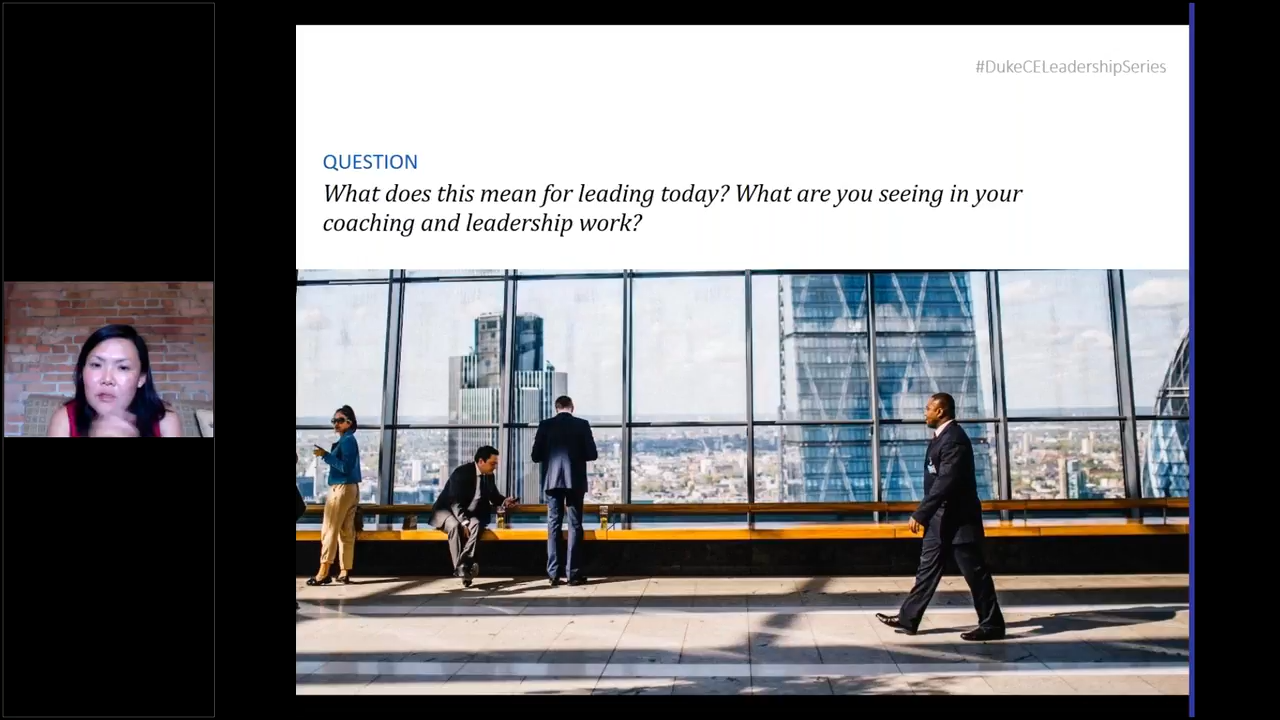 #DukeCELeadershipSeries
QUESTION
What does this mean for leading today? What are you seeing in your
coaching and leadership work?